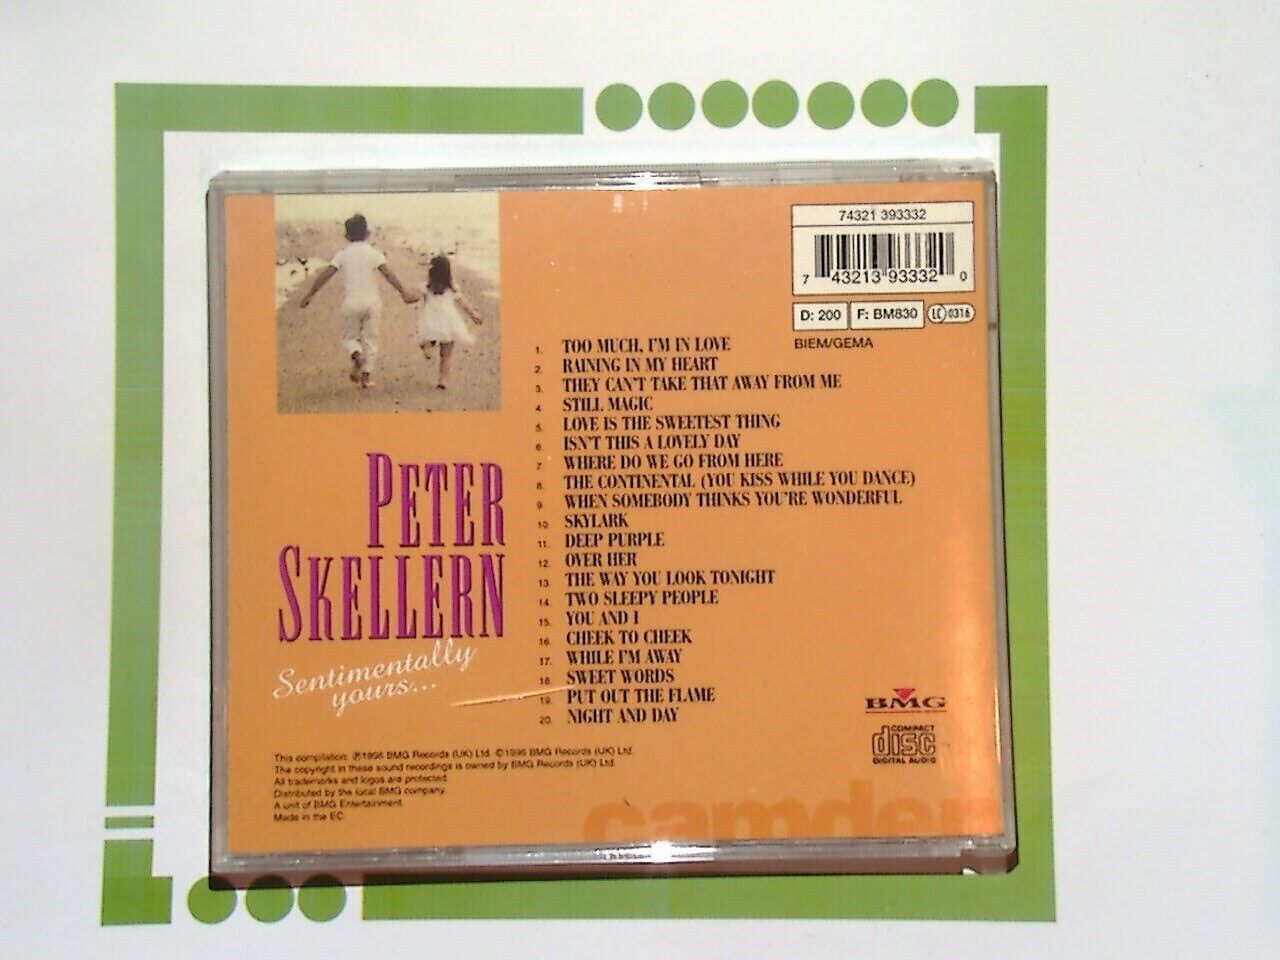 74321 393332
7 43213 93332 0
D: 200 F: BM830 LC 0316
BIEM/GEMA
1. TOO MUCH, I'M IN LOVE
2. RAINING IN MY HEART
3. THEY CAN'T TAKE THAT AWAY FROM ME
4. STILL MAGIC
5. LOVE IS THE SWEETEST THING
6. ISN'T THIS A LOVELY DAY
7. WHERE DO WE GO FROM HERE
8. THE CONTINENTAL (YOU KISS WHILE YOU DANCE)
9. WHEN SOMEBODY THINKS YOU'RE WONDERFUL
10. SKYLARK
11. DEEP PURPLE
12. OVER HER
13. THE WAY YOU LOOK TONIGHT
14. TWO SLEEPY PEOPLE
15. YOU AND I
16. CHEEK TO CHEEK
17. WHILE I'M AWAY
18. SWEET WORDS
19. PUT OUT THE FLAME
20. NIGHT AND DAY
PETER
SKELLERN
Sentimentally
yours...
BMG
COMPACT
disc
DIGITAL AUDIO
This compilation: ℗1996 BMG Records (UK) Ltd. ©1996 BMG Records (UK) Ltd.
The copyright in these sound recordings is owned by BMG Records (UK) Ltd.
All trademarks and logos are protected.
Distributed by the local BMG company.
A unit of BMG Entertainment.
Made in the EC.
camden